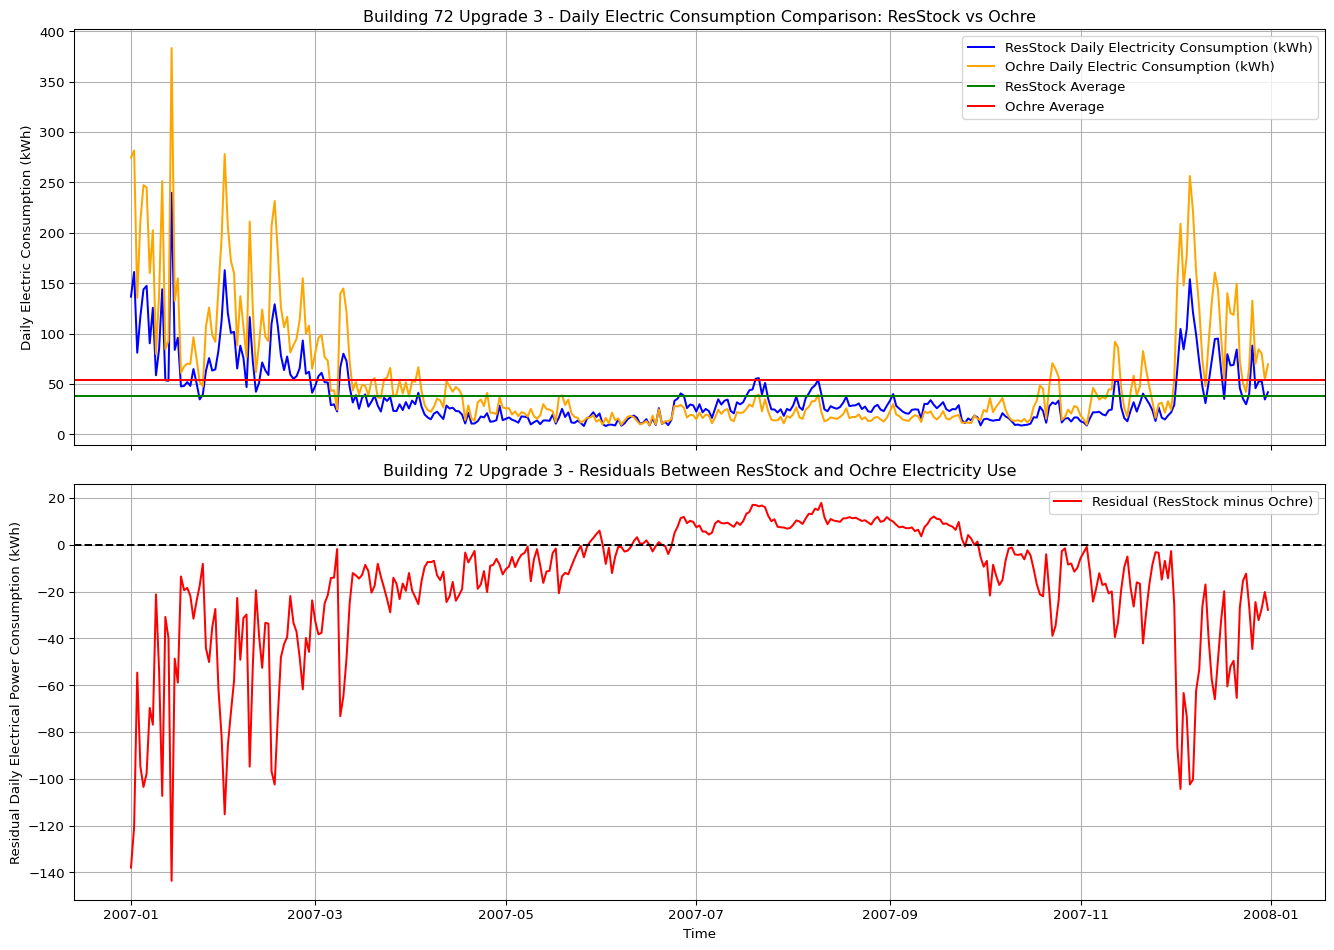 Building 72 Upgrade 3 - Daily Electric Consumption Comparison: ResStock vs Ochre
Daily Electric Consumption (kWh)
400
350
300
250
200
150
100
50
0
ResStock Daily Electricity Consumption (kWh)
Ochre Daily Electric Consumption (kWh)
ResStock Average
Ochre Average
Building 72 Upgrade 3 - Residuals Between ResStock and Ochre Electricity Use
Residual Daily Electrical Power Consumption (kWh)
20
0
−20
−40
−60
−80
−100
−120
−140
Residual (ResStock minus Ochre)
2007-01
2007-03
2007-05
2007-07
2007-09
2007-11
2008-01
Time